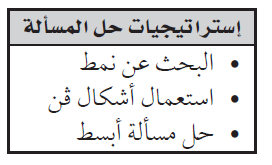 إستراتيجيات حل المسألة
• البحث عن نمط
• استعمال أشكال ڤن
• حل مسألة أبسط